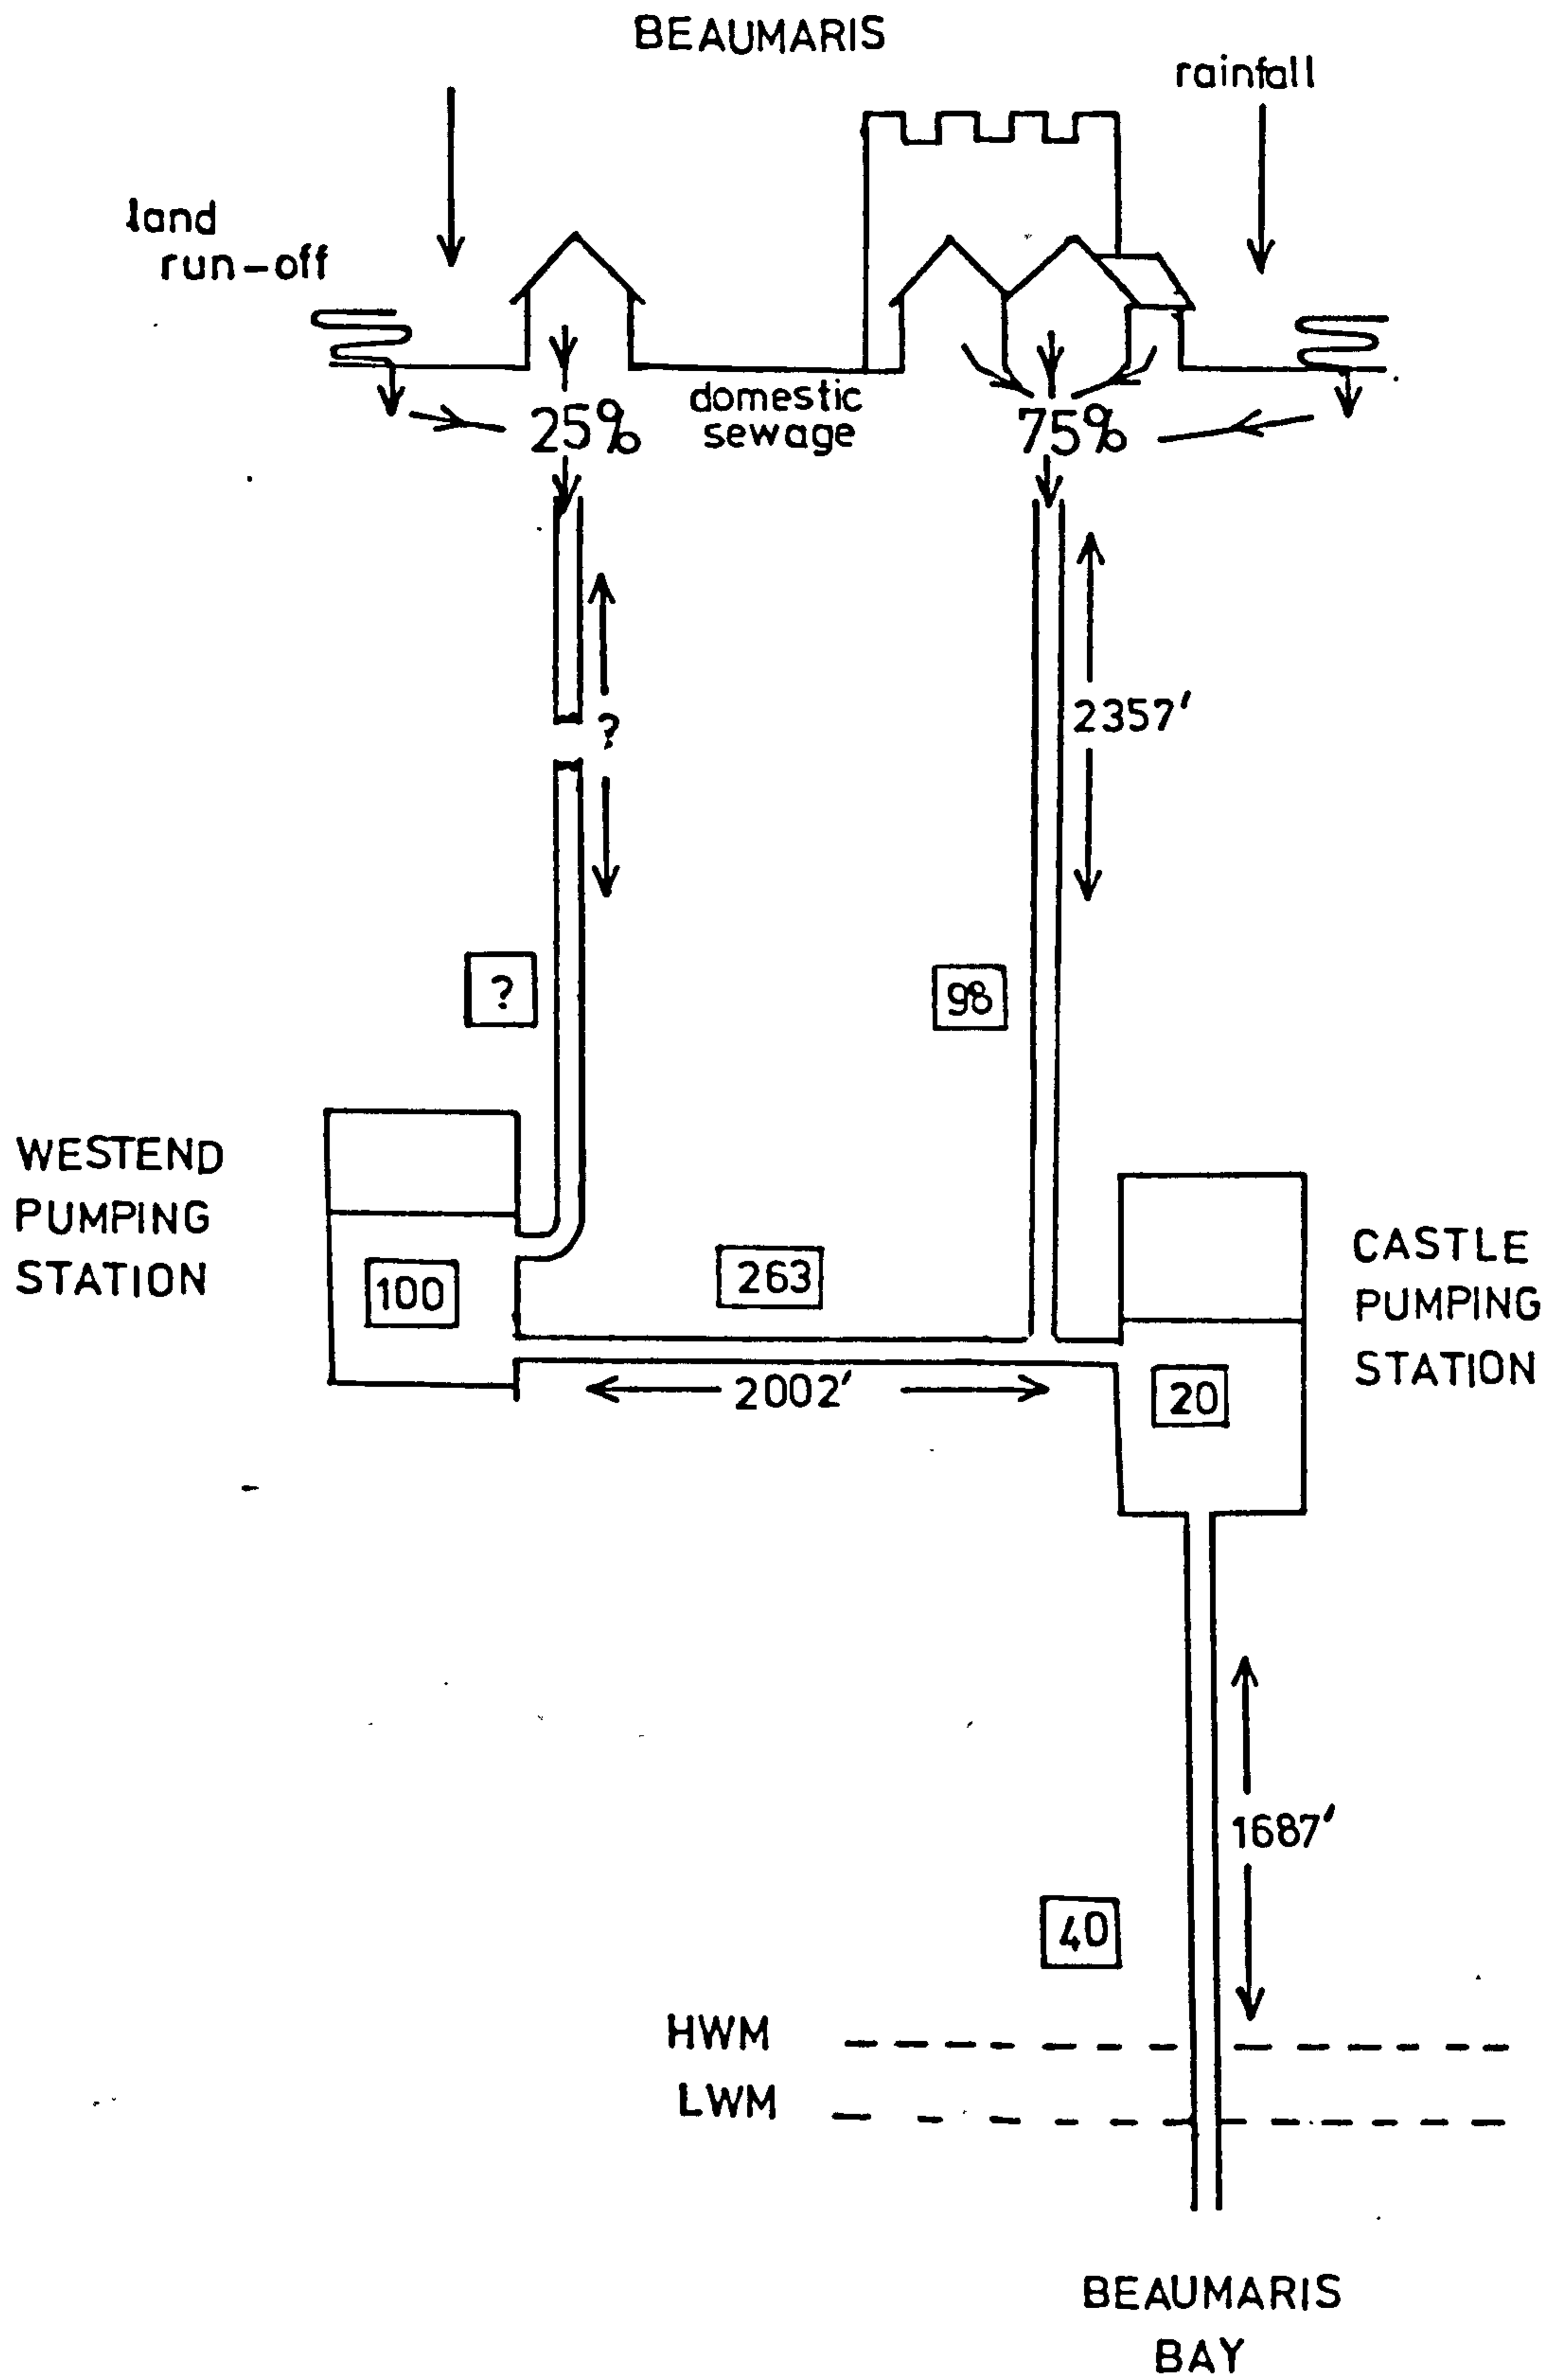 BEAUMARIS
rainfall
land
run-off
domestic
sewage
25%
75%
?
2357'
?
98
WESTEND
PUMPING
STATION
100
263
CASTLE
PUMPING
STATION
2002'
20
1687'
40
HWM
LWM
BEAUMARIS
BAY